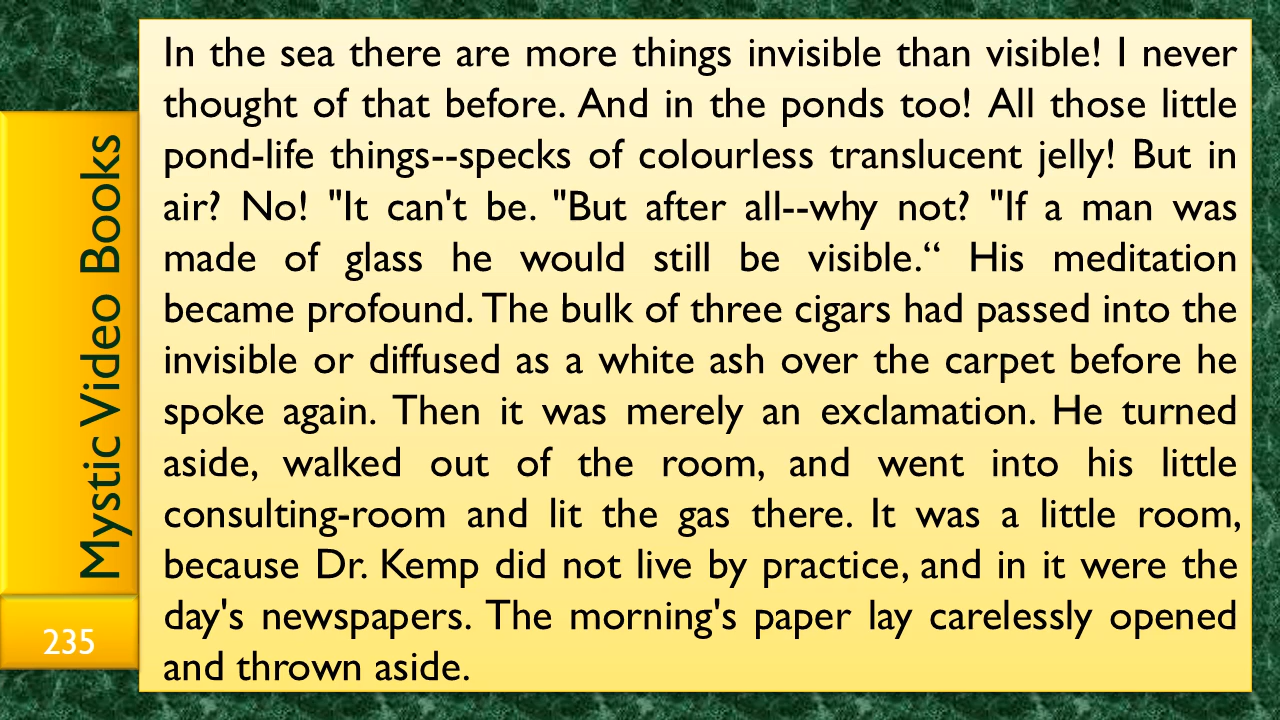 In the sea there are more things invisible than visible! I never
thought of that before. And in the ponds too! All those little
pond-life things--specks of colourless translucent jelly! But in
air? No! "It can't be. "But after all--why not? "If a man was
made of glass he would still be visible.“ His meditation
became profound. The bulk of three cigars had passed into the
invisible or diffused as a white ash over the carpet before he
spoke again. Then it was merely an exclamation. He turned
aside, walked out of the room, and went into his little
consulting-room and lit the gas there. It was a little room,
because Dr. Kemp did not live by practice, and in it were the
day's newspapers. The morning's paper lay carelessly opened
and thrown aside.
Mystic Video Books
235